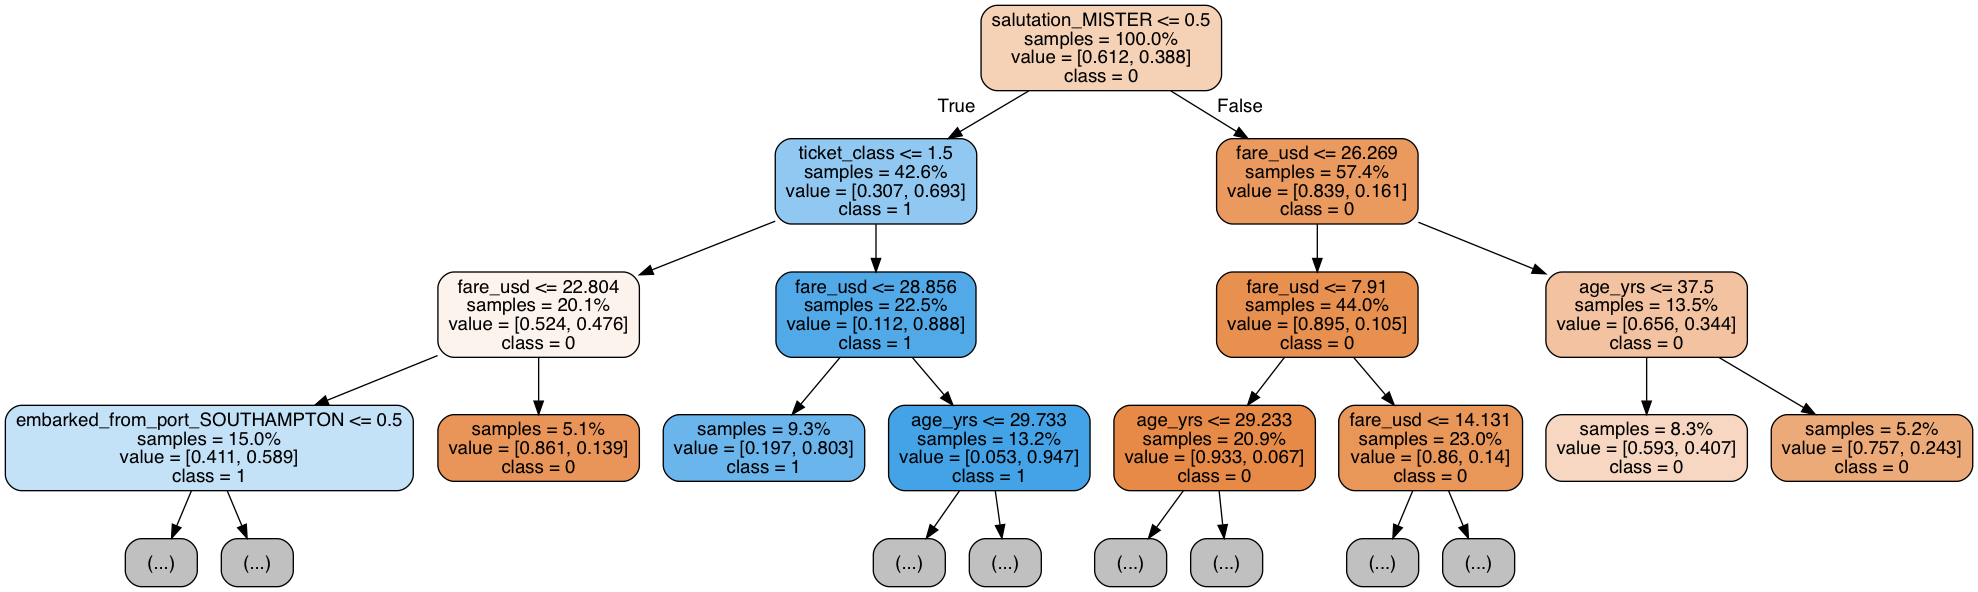 salutation_MISTER <= 0.5
samples = 100.0%
value = [0.612, 0.388]
class = 0
True
False
ticket_class <= 1.5
samples = 42.6%
value = [0.307, 0.693]
class = 1
fare_usd <= 26.269
samples = 57.4%
value = [0.839, 0.161]
class = 0
fare_usd <= 22.804
samples = 20.1%
value = [0.524, 0.476]
class = 0
fare_usd <= 28.856
samples = 22.5%
value = [0.112, 0.888]
class = 1
fare_usd <= 7.91
samples = 44.0%
value = [0.895, 0.105]
class = 0
age_yrs <= 37.5
samples = 13.5%
value = [0.656, 0.344]
class = 0
embarked_from_port_SOUTHAMPTON <= 0.5
samples = 15.0%
value = [0.411, 0.589]
class = 1
samples = 5.1%
value = [0.861, 0.139]
class = 0
samples = 9.3%
value = [0.197, 0.803]
class = 1
age_yrs <= 29.733
samples = 13.2%
value = [0.053, 0.947]
class = 1
age_yrs <= 29.233
samples = 20.9%
value = [0.933, 0.067]
class = 0
fare_usd <= 14.131
samples = 23.0%
value = [0.86, 0.14]
class = 0
samples = 8.3%
value = [0.593, 0.407]
class = 0
samples = 5.2%
value = [0.757, 0.243]
class = 0
(...)
(...)
(...)
(...)
(...)
(...)
(...)
(...)